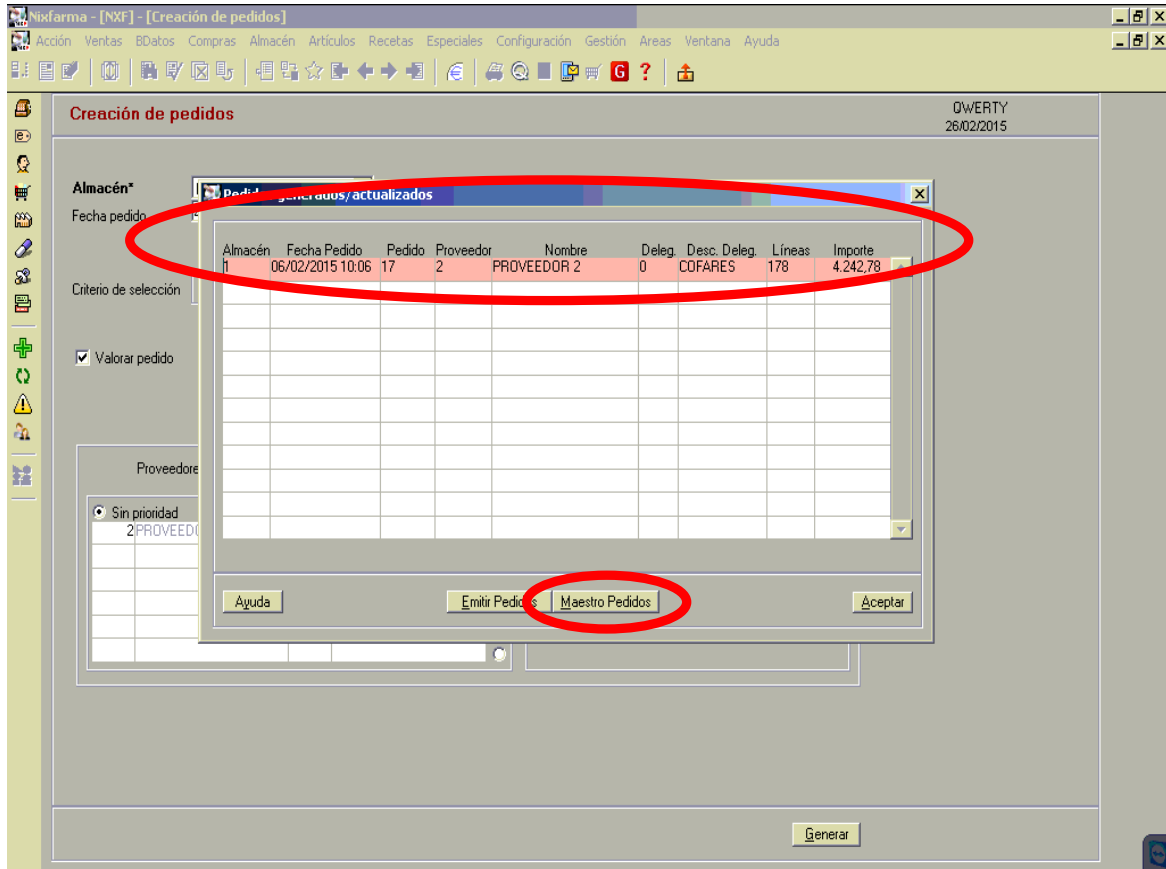 Nixfarma - [NXF] - [Creación de pedidos]
Acción Ventas BDatos Compras Almacén Artículos Recetas Especiales Configuración Gestión Areas Ventana Ayuda
€ G ?
Creación de pedidos
QWERTY
26/02/2015
Almacén*
Fecha pedido
Criterio de selección
Valorar pedido
Sin prioridad
2
generados/actualizados
Almacén Fecha Pedido Pedido Proveedor Nombre Deleg. Desc. Deleg. Líneas Importe
1 06/02/2015 10:06 17 2 PROVEEDOR 2 0 COFARES 178 4.242,78
Ayuda Emitir Maestro Pedidos Aceptar
Generar